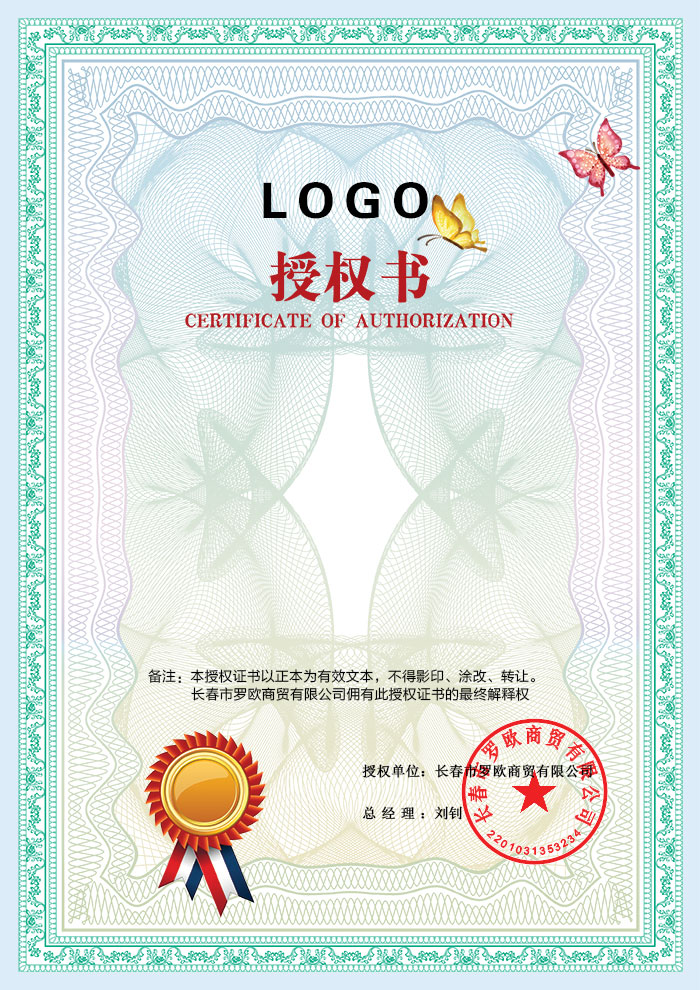 LOGO
授权书
CERTIFICATE OF AUTHORIZATION
备注：本授权证书以正本为有效文本，不得影印、涂改、转让。
长春市罗欧商贸有限公司拥有此授权证书的最终解释权
授权单位：长春市罗欧商贸有限公司
总 经 理 ：刘钊
长春市罗欧商贸有限公司
2201031353234